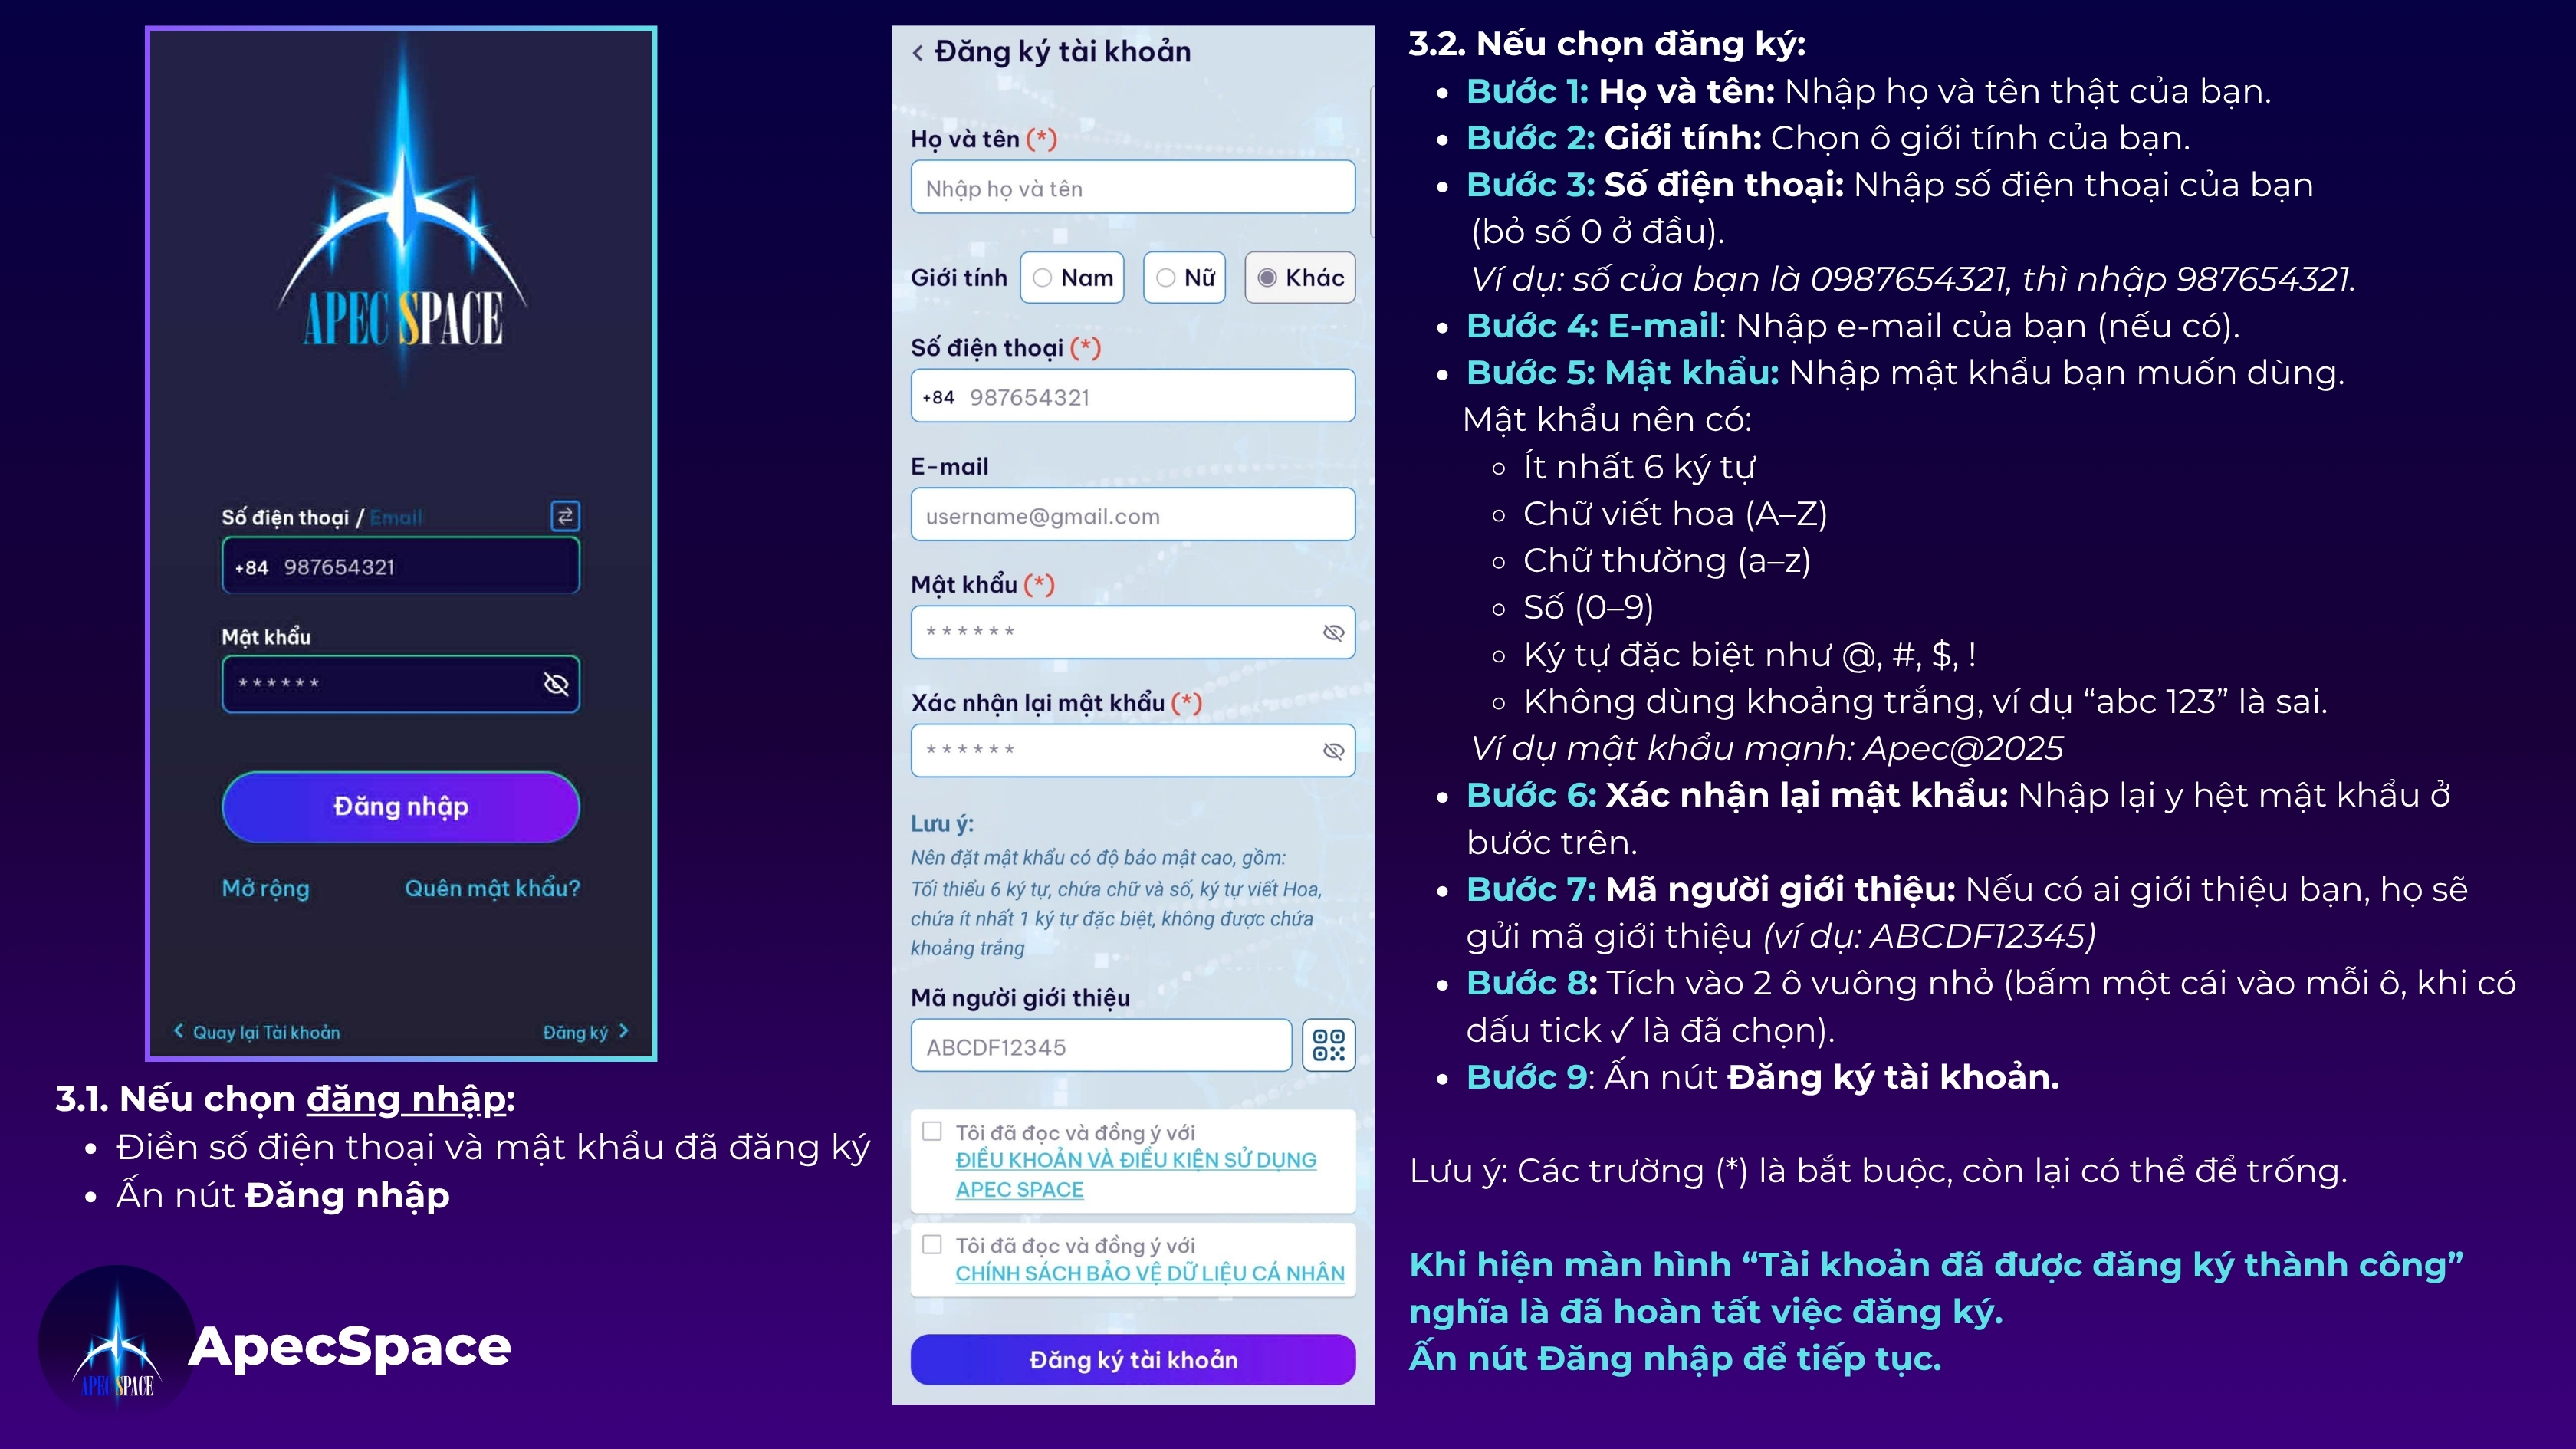 APEC SPACE
Số điện thoại / Email
+84 987654321
Mật khẩu
******
Đăng nhập
Mở rộng
Quên mật khẩu?
< Quay lại Tài khoản
Đăng ký >
3.1. Nếu chọn đăng nhập:
• Điền số điện thoại và mật khẩu đã đăng ký
• Ấn nút Đăng nhập
APEC SPACE
ApecSpace
< Đăng ký tài khoản
Họ và tên (*)
Nhập họ và tên
Giới tính Nam Nữ Khác
Số điện thoại (*)
+84 987654321
E-mail
username@gmail.com
Mật khẩu (*)
******
Xác nhận lại mật khẩu (*)
******
Lưu ý:
Nên đặt mật khẩu có độ bảo mật cao, gồm:
Tối thiểu 6 ký tự, chứa chữ và số, ký tự viết Hoa,
chứa ít nhất 1 ký tự đặc biệt, không được chứa
khoảng trắng
Mã người giới thiệu
ABCDF12345
Tôi đã đọc và đồng ý với
ĐIỀU KHOẢN VÀ ĐIỀU KIỆN SỬ DỤNG
APEC SPACE
Tôi đã đọc và đồng ý với
CHÍNH SÁCH BẢO VỆ DỮ LIỆU CÁ NHÂN
Đăng ký tài khoản
3.2. Nếu chọn đăng ký:
• Bước 1: Họ và tên: Nhập họ và tên thật của bạn.
• Bước 2: Giới tính: Chọn ô giới tính của bạn.
• Bước 3: Số điện thoại: Nhập số điện thoại của bạn
(bỏ số 0 ở đầu).
Ví dụ: số của bạn là 0987654321, thì nhập 987654321.
• Bước 4: E-mail: Nhập e-mail của bạn (nếu có).
• Bước 5: Mật khẩu: Nhập mật khẩu bạn muốn dùng.
Mật khẩu nên có:
◦ Ít nhất 6 ký tự
◦ Chữ viết hoa (A–Z)
◦ Chữ thường (a–z)
◦ Số (0–9)
◦ Ký tự đặc biệt như @, #, $, !
◦ Không dùng khoảng trắng, ví dụ “abc 123” là sai.
Ví dụ mật khẩu mạnh: Apec@2025
• Bước 6: Xác nhận lại mật khẩu: Nhập lại y hệt mật khẩu ở
bước trên.
• Bước 7: Mã người giới thiệu: Nếu có ai giới thiệu bạn, họ sẽ
gửi mã giới thiệu (ví dụ: ABCDF12345)
• Bước 8: Tích vào 2 ô vuông nhỏ (bấm một cái vào mỗi ô, khi có
dấu tick ✓ là đã chọn).
• Bước 9: Ấn nút Đăng ký tài khoản.
Lưu ý: Các trường (*) là bắt buộc, còn lại có thể để trống.
Khi hiện màn hình “Tài khoản đã được đăng ký thành công”
nghĩa là đã hoàn tất việc đăng ký.
Ấn nút Đăng nhập để tiếp tục.